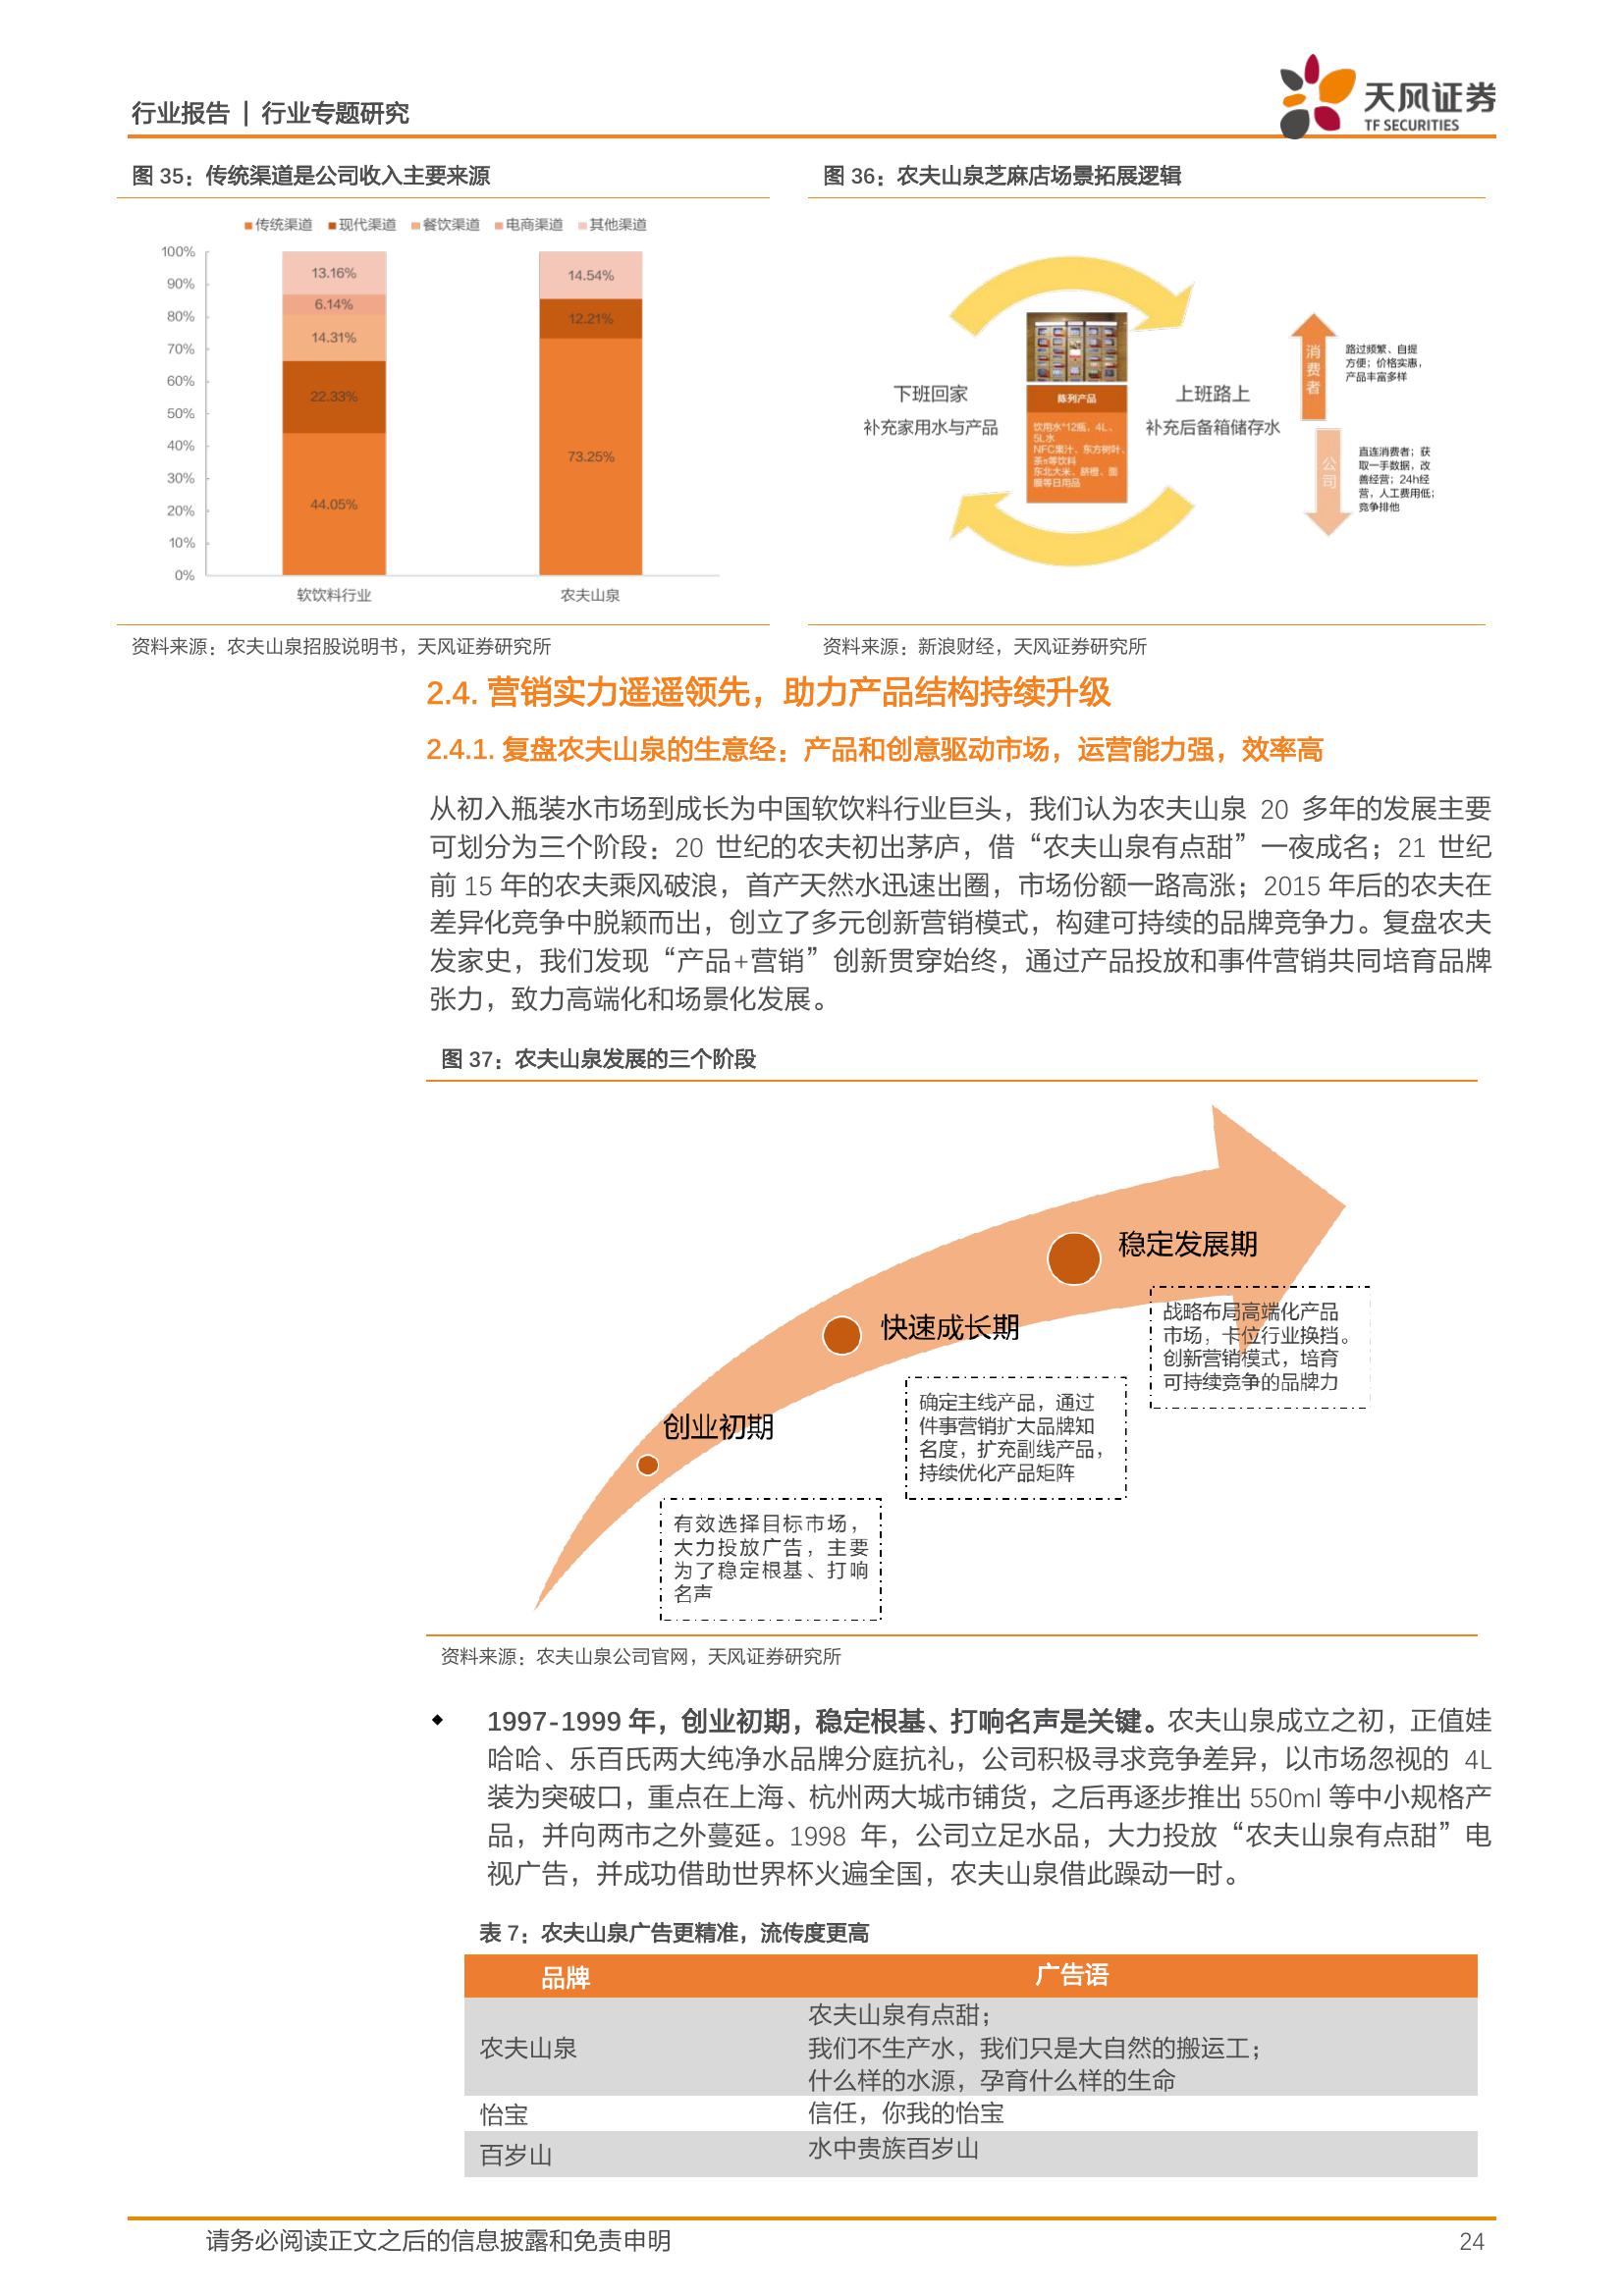 行业报告 | 行业专题研究
天风证券
TF SECURITIES
图 35：传统渠道是公司收入主要来源
传统渠道 现代渠道 餐饮渠道 电商渠道 其他渠道
100%
90%
80%
70%
60%
50%
40%
30%
20%
10%
0%
13.16%
6.14%
14.31%
22.33%
44.05%
14.54%
12.21%
73.25%
软饮料行业
农夫山泉
资料来源：农夫山泉招股说明书，天风证券研究所
图 36：农夫山泉芝麻店场景拓展逻辑
下班回家
补充家用水与产品
陈列产品
饮用水*12瓶，4L、
5L水
NFC果汁、东方树叶、
茶π等饮料
东北大米、脐橙、面
膜等日用品
上班路上
补充后备箱储存水
消费者
路过频繁、自提
方便；价格实惠，
产品丰富多样
公司
直连消费者；获
取一手数据，改
善经营；24h经
营，人工费用低；
竞争排他
资料来源：新浪财经，天风证券研究所
2.4. 营销实力遥遥领先，助力产品结构持续升级
2.4.1. 复盘农夫山泉的生意经：产品和创意驱动市场，运营能力强，效率高
从初入瓶装水市场到成长为中国软饮料行业巨头，我们认为农夫山泉 20 多年的发展主要
可划分为三个阶段：20 世纪的农夫初出茅庐，借“农夫山泉有点甜”一夜成名；21 世纪
前 15 年的农夫乘风破浪，首产天然水迅速出圈，市场份额一路高涨；2015 年后的农夫在
差异化竞争中脱颖而出，创立了多元创新营销模式，构建可持续的品牌竞争力。复盘农夫
发家史，我们发现“产品+营销”创新贯穿始终，通过产品投放和事件营销共同培育品牌
张力，致力高端化和场景化发展。
图 37：农夫山泉发展的三个阶段
稳定发展期
战略布局高端化产品
市场，卡位行业换挡。
创新营销模式，培育
可持续竞争的品牌力
快速成长期
确定主线产品，通过
件事营销扩大品牌知
名度，扩充副线产品，
持续优化产品矩阵
创业初期
有效选择目标市场，
大力投放广告，主要
为了稳定根基、打响
名声
资料来源：农夫山泉公司官网，天风证券研究所
◆ 1997-1999 年，创业初期，稳定根基、打响名声是关键。农夫山泉成立之初，正值娃
哈哈、乐百氏两大纯净水品牌分庭抗礼，公司积极寻求竞争差异，以市场忽视的 4L
装为突破口，重点在上海、杭州两大城市铺货，之后再逐步推出 550ml 等中小规格产
品，并向两市之外蔓延。1998 年，公司立足水品，大力投放“农夫山泉有点甜”电
视广告，并成功借助世界杯火遍全国，农夫山泉借此躁动一时。
表 7：农夫山泉广告更精准，流传度更高
品牌 广告语
农夫山泉有点甜；
农夫山泉 我们不生产水，我们只是大自然的搬运工；
什么样的水源，孕育什么样的生命
怡宝 信任，你我的怡宝
百岁山 水中贵族百岁山
请务必阅读正文之后的信息披露和免责申明 24